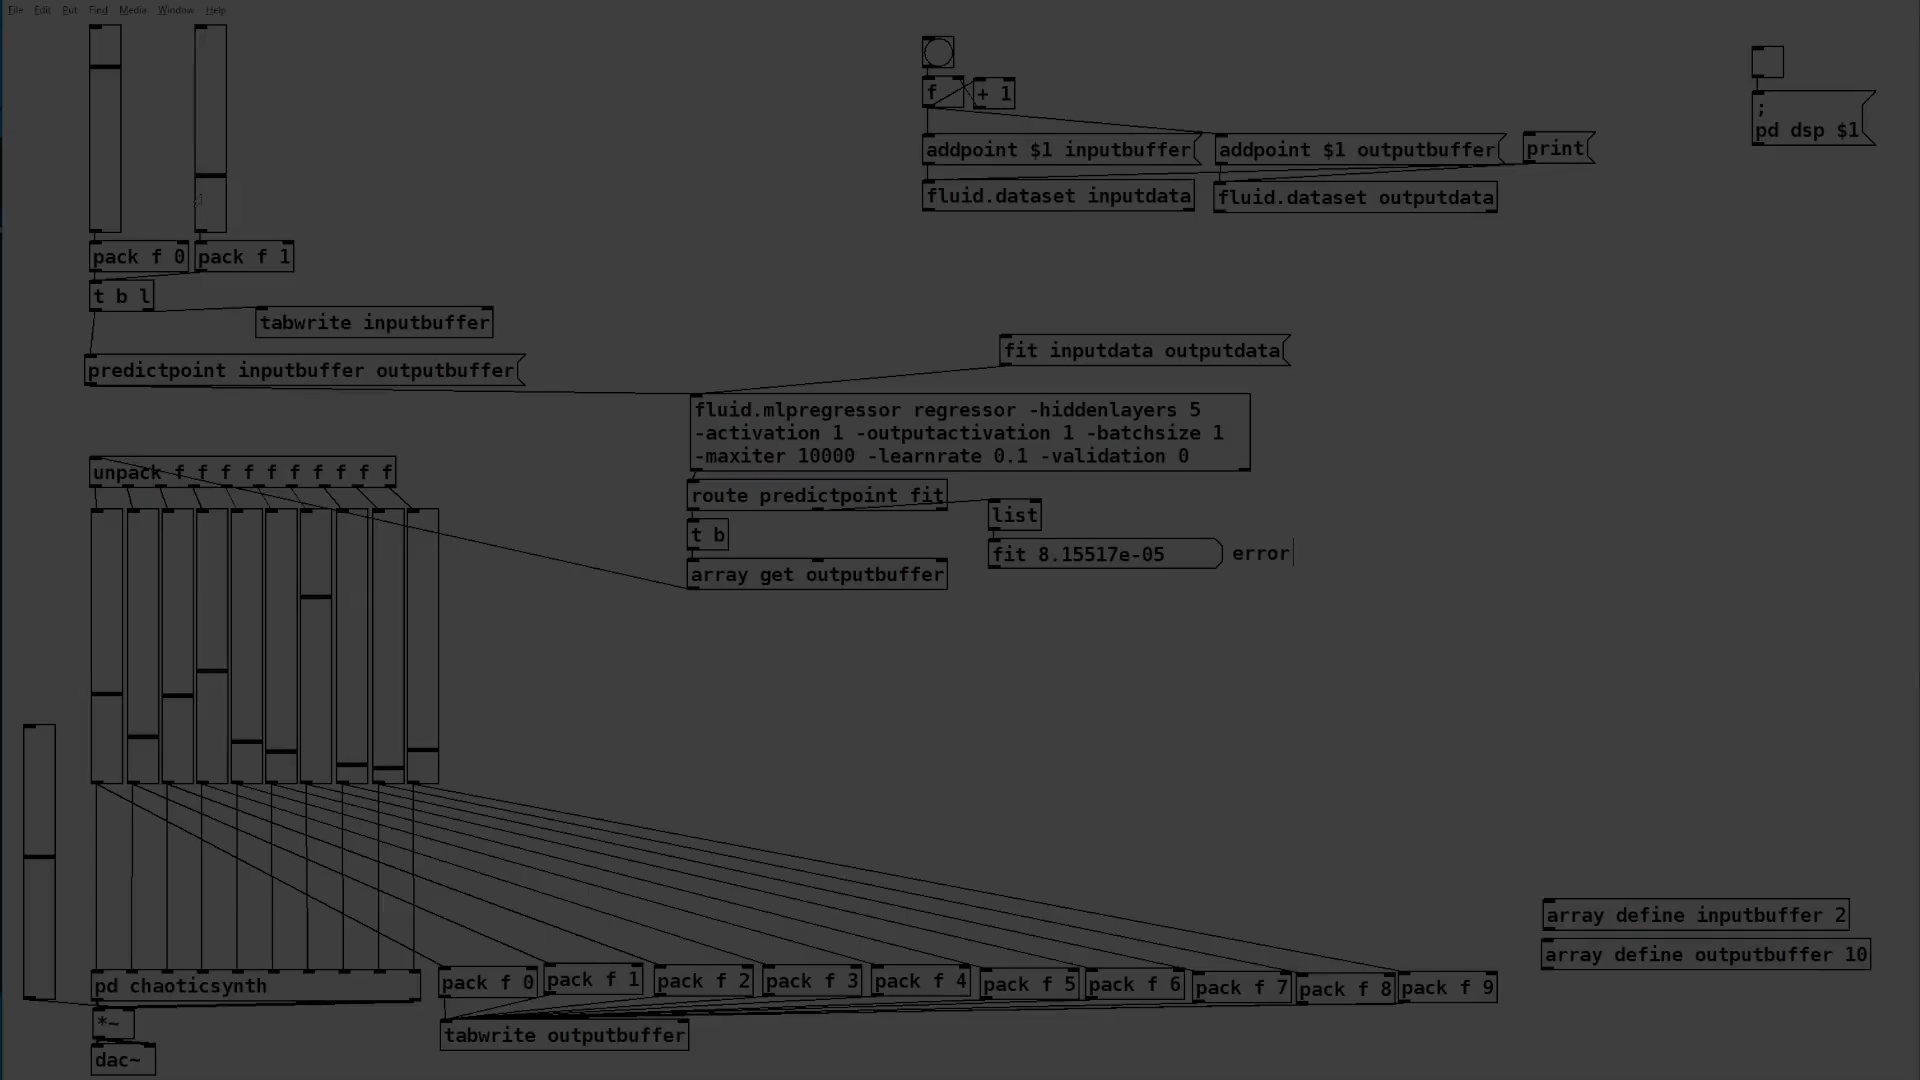 File Edit Put Find Media Window Help
f
+ 1
;
pd dsp $1
addpoint $1 inputbuffer
addpoint $1 outputbuffer
print
fluid.dataset inputdata
fluid.dataset outputdata
pack f 0
pack f 1
t b l
tabwrite inputbuffer
predictpoint inputbuffer outputbuffer
fit inputdata outputdata
fluid.mlpregressor regressor -hiddenlayers 5
-activation 1 -outputactivation 1 -batchsize 1
-maxiter 10000 -learnrate 0.1 -validation 0
unpack f f f f f f f f f f
route predictpoint fit
list
t b
fit 8.15517e-05
error
array get outputbuffer
array define inputbuffer 2
array define outputbuffer 10
pd chaoticsynth
pack f 0
pack f 1
pack f 2
pack f 3
pack f 4
pack f 5
pack f 6
pack f 7
pack f 8
pack f 9
*~
tabwrite outputbuffer
dac~